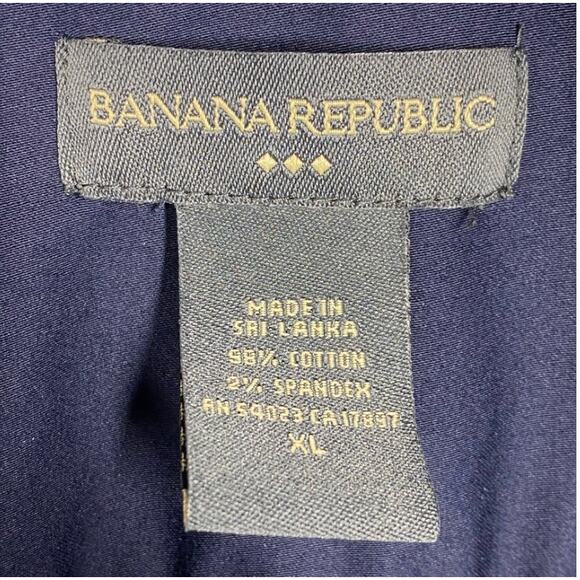 BANANA REPUBLIC
MADE IN
SRI LANKA
98% COTTON
2% SPANDEX
RN 54023 CA 17897
XL